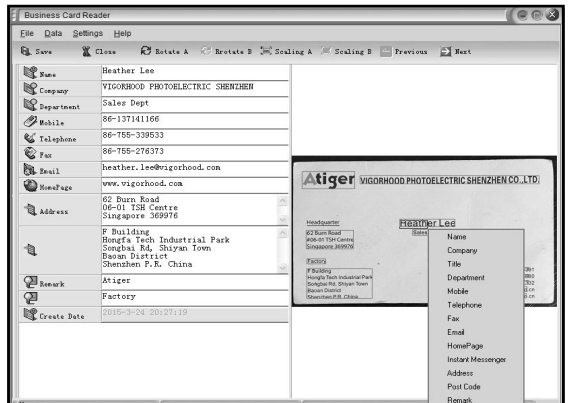 Business Card Reader
File Data Settings Help
Save Close Rotate A Rrotate B Scaling A Scaling B Previous Next
Name Heather Lee
Company VIGORHOOD PHOTOELECTRIC SHENZHEN
Department Sales Dept
Mobile 86-137141166
Telephone 86-755-339533
Fax 86-755-276373
Email heather.lee@vigorhood.com
HomePage www.vigorhood.com
Address 62 Burn Road
06-01 TSH Centre
Singapore 369976
F Building
Hongfa Tech Industrial Park
Songbai Rd, Shiyan Town
Baoan District
Shenzhen P.R. China
Remark Atiger
Factory
Create Date 2015-3-24 20:27:19
Atiger VIGORHOOD PHOTOELECTRIC SHENZHEN CO.,LTD.
Headquarter
62 Burn Road
#06-01 TSH Centre
Singapore 369976
Factory
F Building
Hongfa Tech Industrial Park
Songbai Rd, Shiyan Town
Baoan District
Shenzhen P.R. China
Heather Lee
Sales
Name
Company
Title
Department
Mobile
Telephone
Fax
Email
HomePage
Instant Messenger
Address
Post Code
Remark